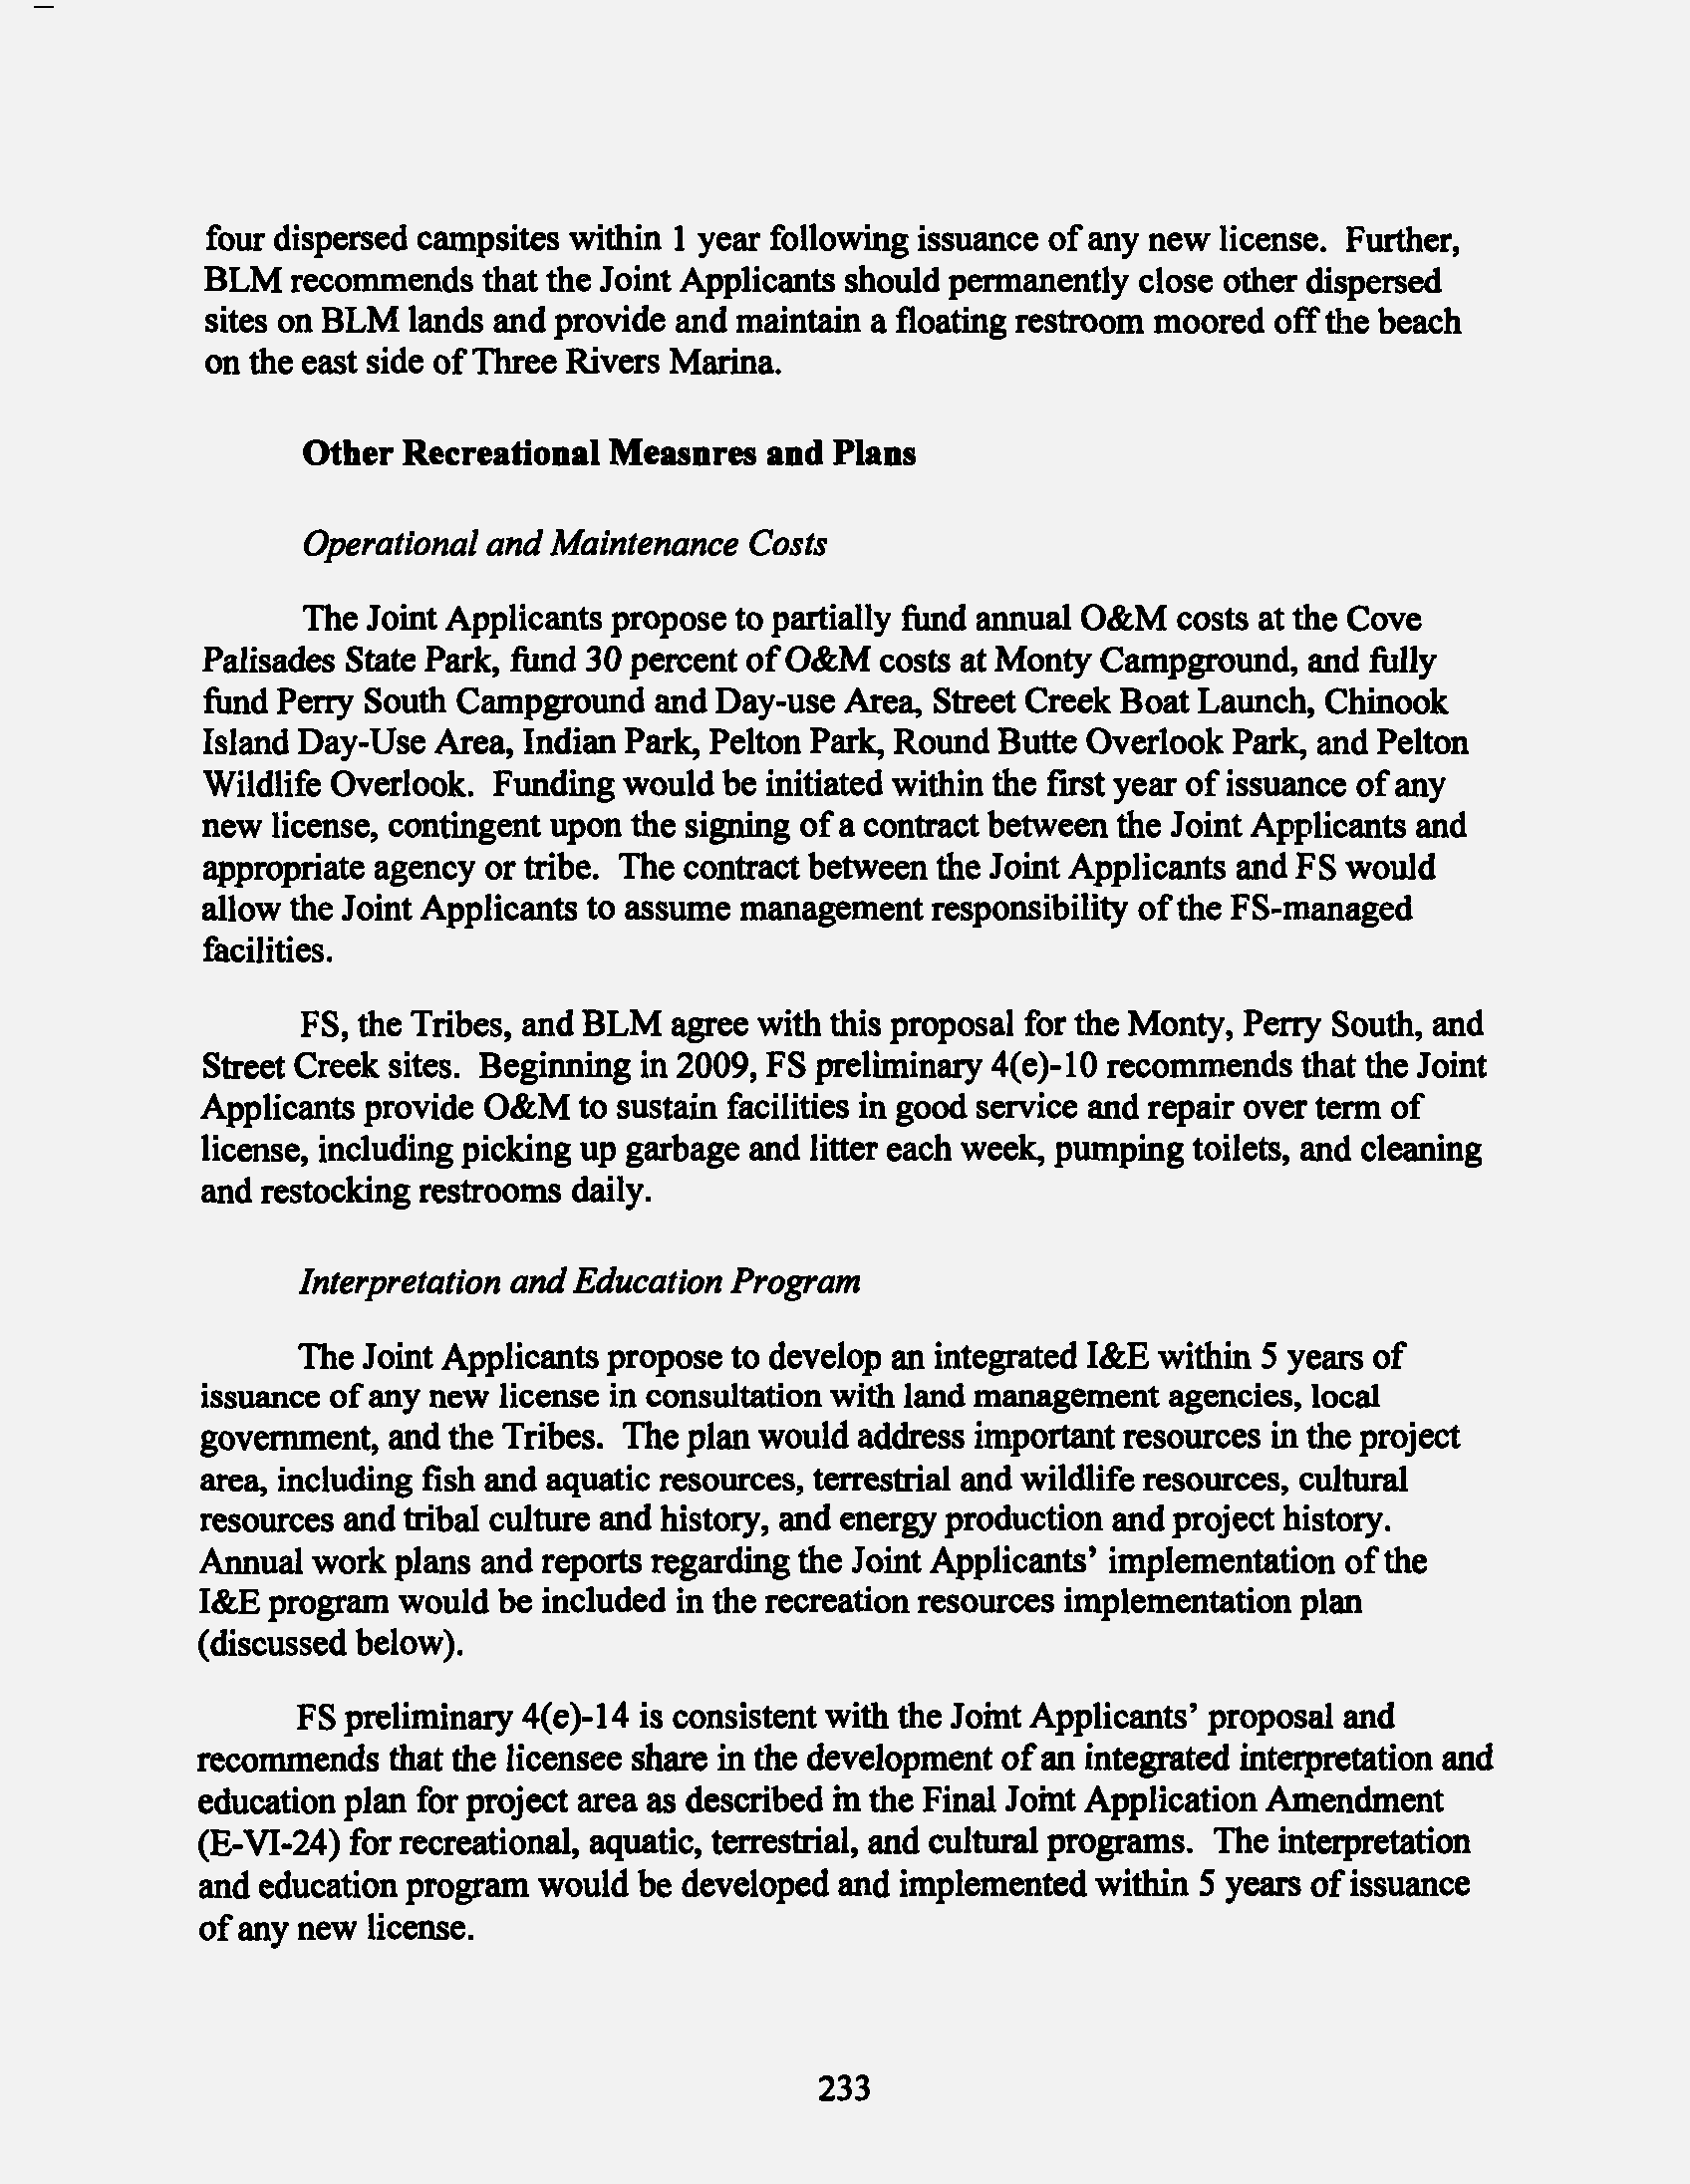 four dispersed campsites within 1 year following issuance of any new license.  Further,
BLM recommends that the Joint Applicants should permanently close other dispersed
sites on BLM lands and provide and maintain a floating restroom moored off the beach
on the east side of Three Rivers Marina.
Other Recreational Measnres and Plans
Operational and Maintenance Costs
The Joint Applicants propose to partially fund annual O&M costs at the Cove
Palisades State Park, fund 30 percent of O&M costs at Monty Campground, and fully
fund Perry South Campground and Day-use Area, Street Creek Boat Launch, Chinook
Island Day-Use Area, Indian Park, Pelton Park, Round Butte Overlook Park, and Pelton
Wildlife Overlook.  Funding would be initiated within the first year of issuance of any
new license, contingent upon the signing of a contract between the Joint Applicants and
appropriate agency or tribe.  The contract between the Joint Applicants and FS would
allow the Joint Applicants to assume management responsibility of the FS-managed
facilities.
FS, the Tribes, and BLM agree with this proposal for the Monty, Perry South, and
Street Creek sites.  Beginning in 2009, FS preliminary 4(e)-10 recommends that the Joint
Applicants provide O&M to sustain facilities in good service and repair over term of
license, including picking up garbage and litter each week, pumping toilets, and cleaning
and restocking restrooms daily.
Interpretation and Education Program
The Joint Applicants propose to develop an integrated I&E within 5 years of
issuance of any new license in consultation with land management agencies, local
government, and the Tribes.  The plan would address important resources in the project
area, including fish and aquatic resources, terrestrial and wildlife resources, cultural
resources and tribal culture and history, and energy production and project history.
Annual work plans and reports regarding the Joint Applicants’ implementation of the
I&E program would be included in the recreation resources implementation plan
(discussed below).
FS preliminary 4(e)-14 is consistent with the Joint Applicants’ proposal and
recommends that the licensee share in the development of an integrated interpretation and
education plan for project area as described in the Final Joint Application Amendment
(E-VI-24) for recreational, aquatic, terrestrial, and cultural programs.  The interpretation
and education program would be developed and implemented within 5 years of issuance
of any new license.
233